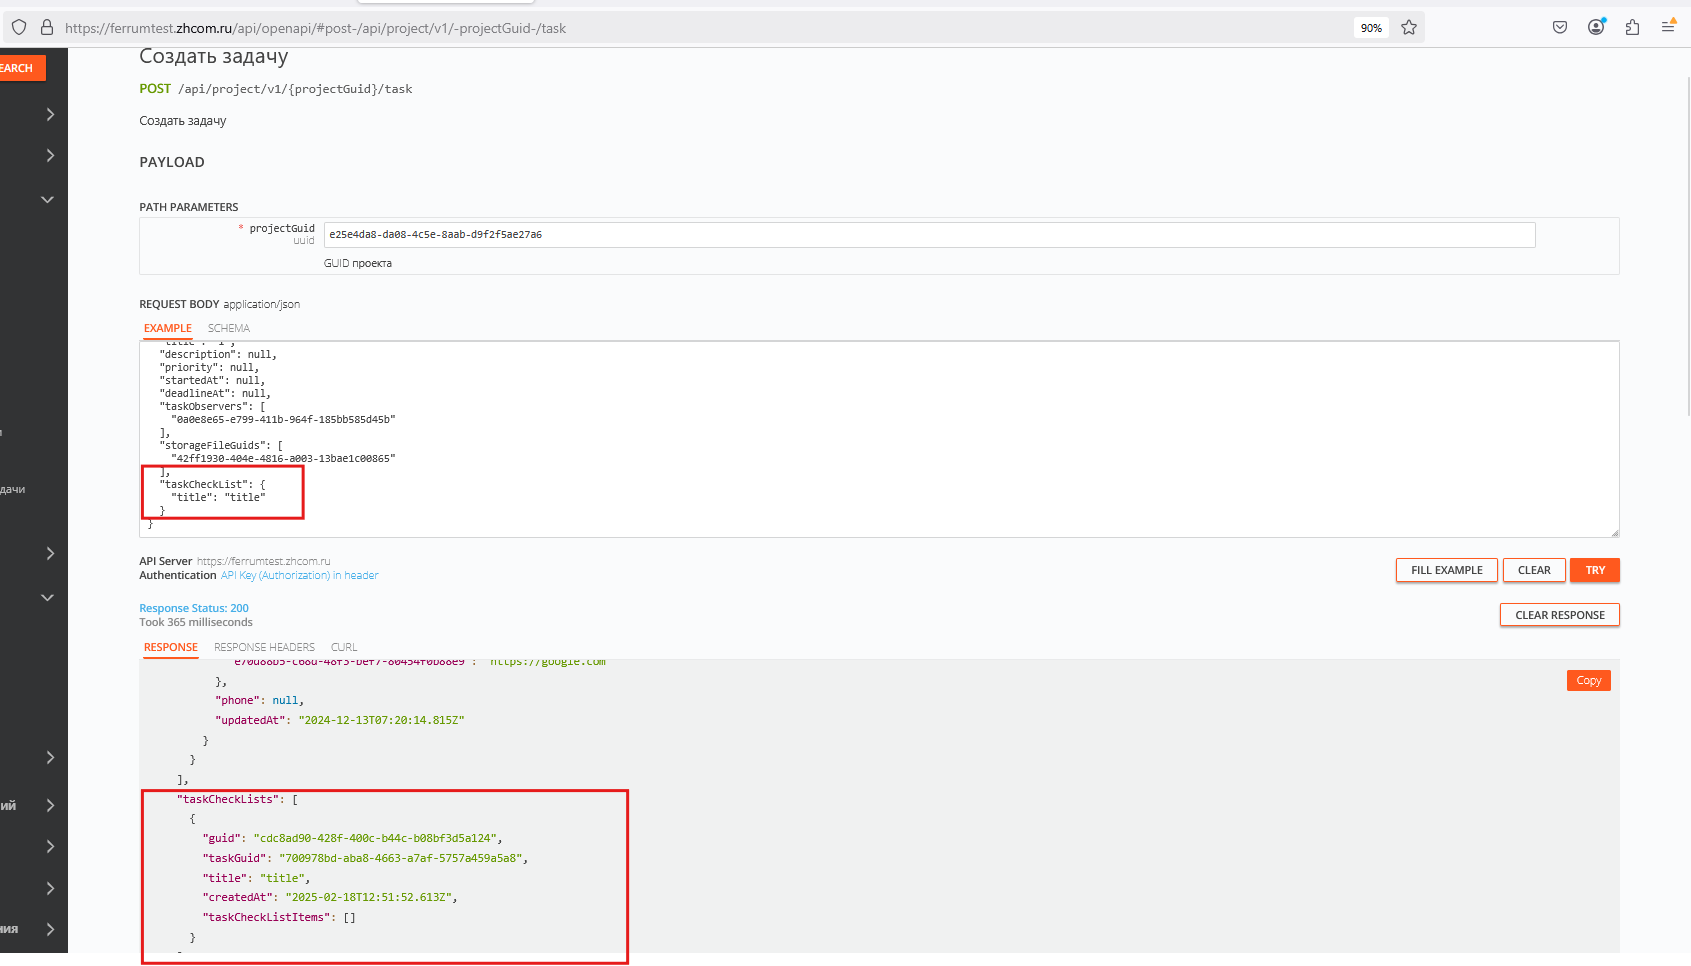 https://ferrumtest.zhcom.ru/api/openapi/#post-/api/project/v1/-projectGuid-/task
90%
EARCH
Создать задачу
POST /api/project/v1/{projectGuid}/task
Создать задачу
PAYLOAD
PATH PARAMETERS
* projectGuid
uuid
e25e4da8-da08-4c5e-8aab-d9f2f5ae27a6
GUID проекта
REQUEST BODY application/json
EXAMPLE SCHEMA
"title": "1",
"description": null,
"priority": null,
"startedAt": null,
"deadlineAt": null,
"taskObservers": [
"0a0e8e65-e799-411b-964f-185bb585d45b"
],
"storageFileGuids": [
"42ff1930-404e-4816-a003-13bae1c00865"
],
"taskCheckList": {
"title": "title"
}
}
дачи
API Server https://ferrumtest.zhcom.ru
Authentication API Key (Authorization) in header
FILL EXAMPLE CLEAR TRY
Response Status: 200
Took 365 milliseconds
CLEAR RESPONSE
RESPONSE RESPONSE HEADERS CURL
"https://google.com"
Copy
},
"phone": null,
"updatedAt": "2024-12-13T07:20:14.815Z"
}
}
],
"taskCheckLists": [
{
"guid": "cdc8ad90-428f-400c-b44c-b08bf3d5a124",
"taskGuid": "700978bd-aba8-4663-a7af-5757a459a5a8",
"title": "title",
"createdAt": "2025-02-18T12:51:52.613Z",
"taskCheckListItems": []
}
ий
ния